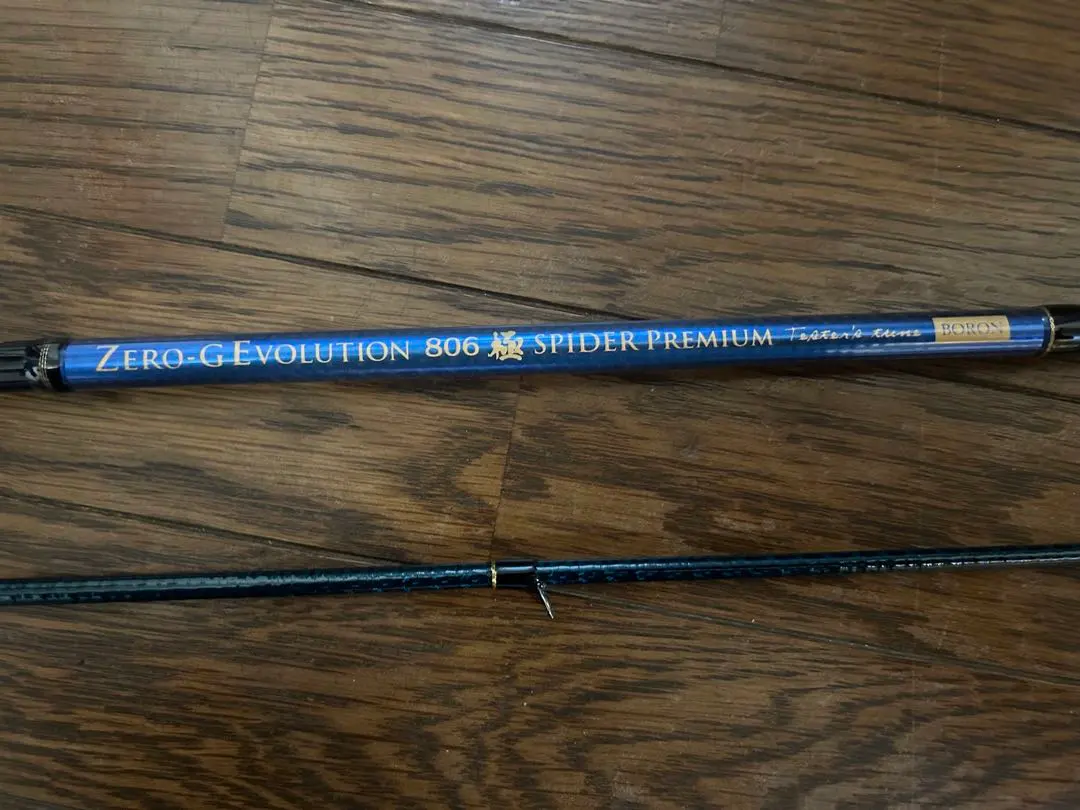 ZERO-G EVOLUTION 806 極 SPIDER PREMIUM Tester's tune BORON